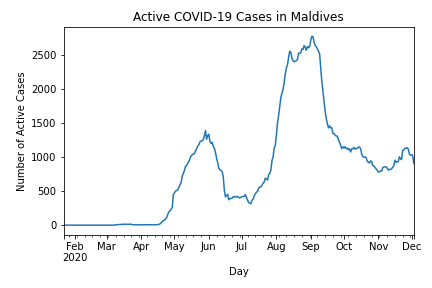 Active COVID-19 Cases in Maldives
Number of Active Cases
2500
2000
1500
1000
500
0
Feb Mar Apr May Jun Jul Aug Sep Oct Nov Dec
2020
Day